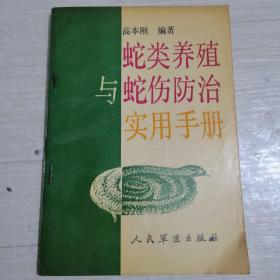 高本刚 编著
蛇类养殖
与蛇伤防治
实用手册
人民军医出版社